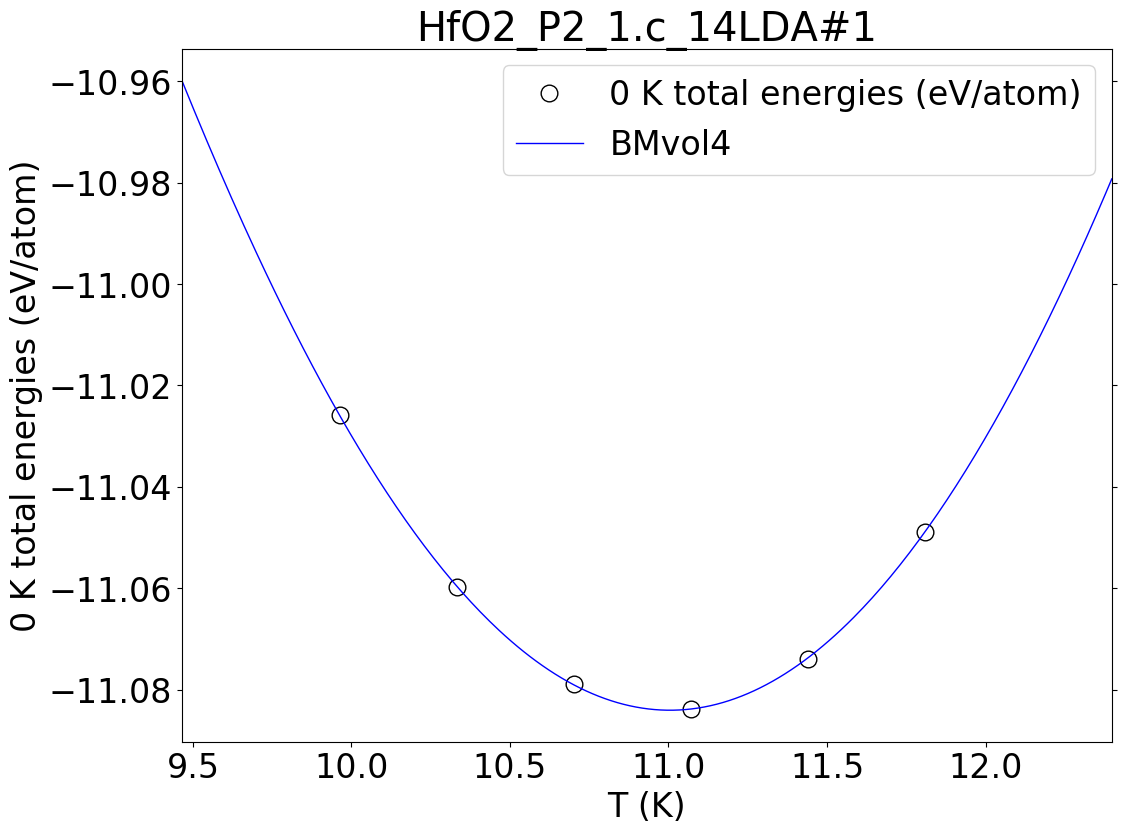 HfO2_P2_1.c_14LDA#1
0 K total energies (eV/atom)
BMvol4
0 K total energies (eV/atom)
−10.96
−10.98
−11.00
−11.02
−11.04
−11.06
−11.08
9.5 10.0 10.5 11.0 11.5 12.0
T (K)